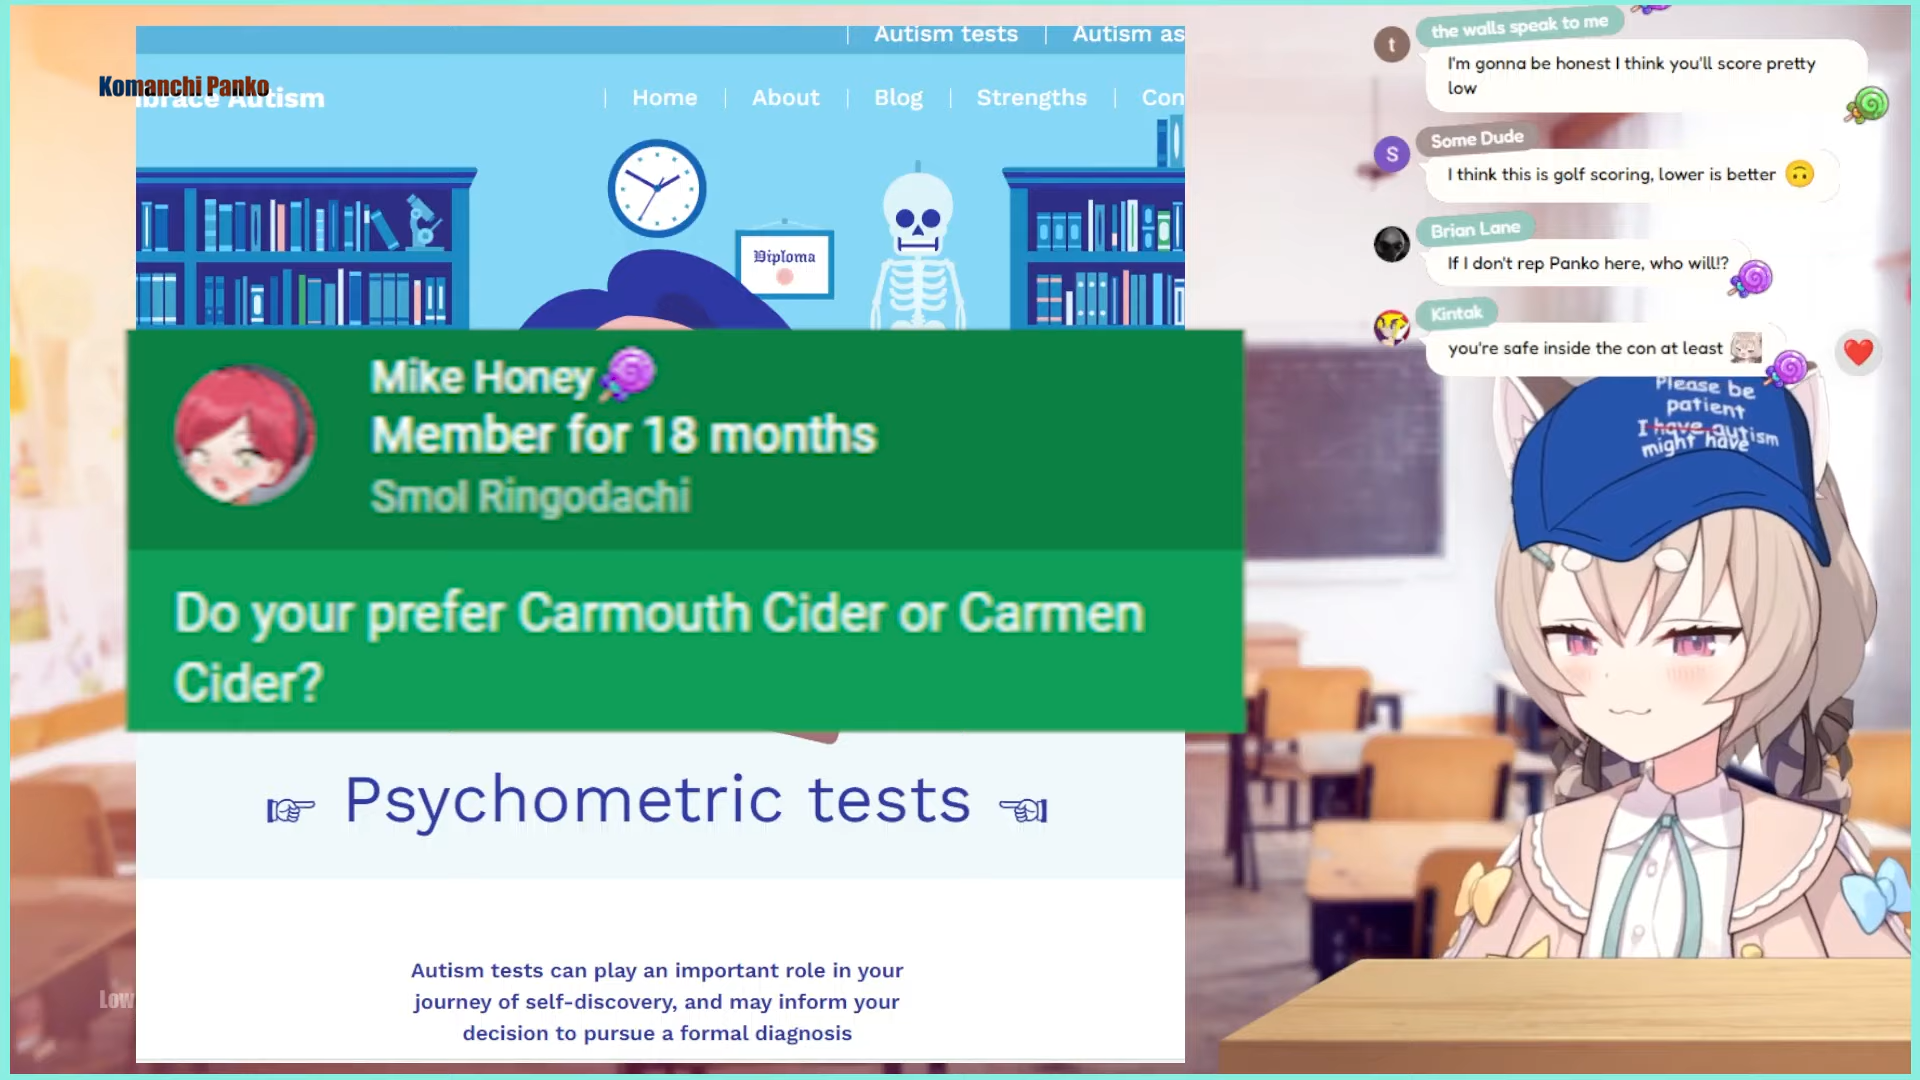 Autism tests
Autism as
Komanchi Panko
brace Autism
Home
About
Blog
Strengths
Con
Diploma
Mike Honey
Member for 18 months
Smol Ringodachi
Do your prefer Carmouth Cider or Carmen
Cider?
Psychometric tests
Autism tests can play an important role in your
journey of self-discovery, and may inform your
decision to pursue a formal diagnosis
Low
the walls speak to me
t
I'm gonna be honest I think you'll score pretty
low
Some Dude
S
I think this is golf scoring, lower is better
Brian Lane
If I don't rep Panko here, who will!?
Kintak
you're safe inside the con at least
Please be
patient
I have autism
might have